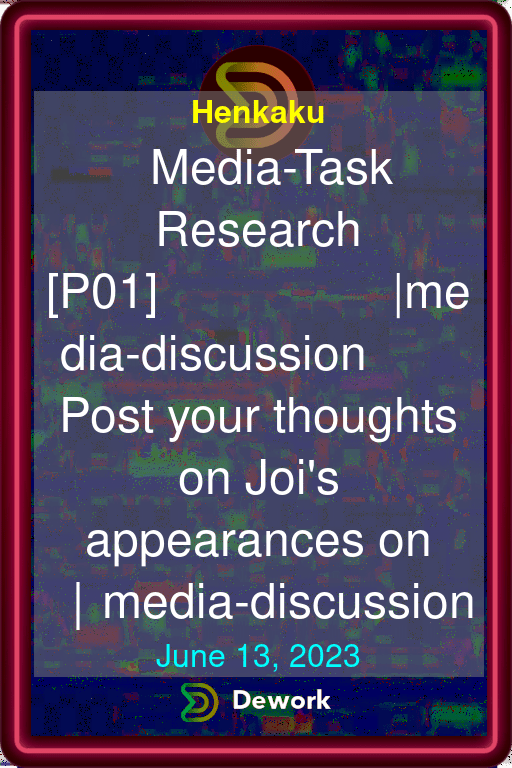 Henkaku
Media-Task
Research
[P01] |me
dia-discussion
Post your thoughts
on Joi's
appearances on
| media-discussion
June 13, 2023
Dework